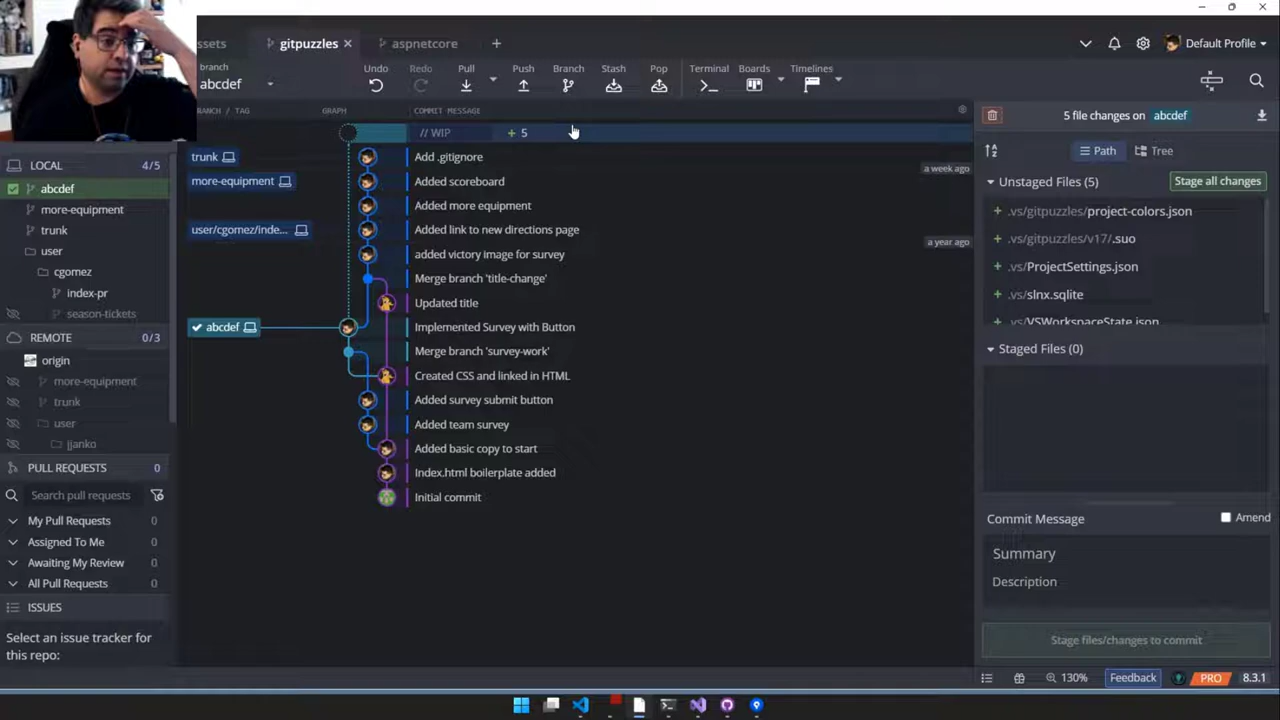 ssets
gitpuzzles
aspnetcore
Default Profile
branch
abcdef
Undo
Redo
Pull
Push
Branch
Stash
Pop
Terminal
Boards
Timelines
BRANCH / TAG
GRAPH
COMMIT MESSAGE
// WIP
+ 5
trunk
Add .gitignore
a week ago
more-equipment
Added scoreboard
Added more equipment
user/cgomez/inde...
Added link to new directions page
a year ago
added victory image for survey
Merge branch 'title-change'
Updated title
abcdef
Implemented Survey with Button
Merge branch 'survey-work'
Created CSS and linked in HTML
Added survey submit button
Added team survey
Added basic copy to start
Index.html boilerplate added
Initial commit
LOCAL
4/5
abcdef
more-equipment
trunk
user
cgomez
index-pr
season-tickets
REMOTE
0/3
origin
more-equipment
trunk
user
jjanko
PULL REQUESTS
0
Search pull requests
My Pull Requests
0
Assigned To Me
0
Awaiting My Review
0
All Pull Requests
0
ISSUES
Select an issue tracker for
this repo:
5 file changes on
abcdef
Path
Tree
Unstaged Files (5)
Stage all changes
.vs/gitpuzzles/project-colors.json
.vs/gitpuzzles/v17/.suo
.vs/ProjectSettings.json
.vs/slnx.sqlite
.vs/VSWorkspaceState.json
Staged Files (0)
Commit Message
Amend
Summary
Description
Stage files/changes to commit
130%
Feedback
PRO
8.3.1